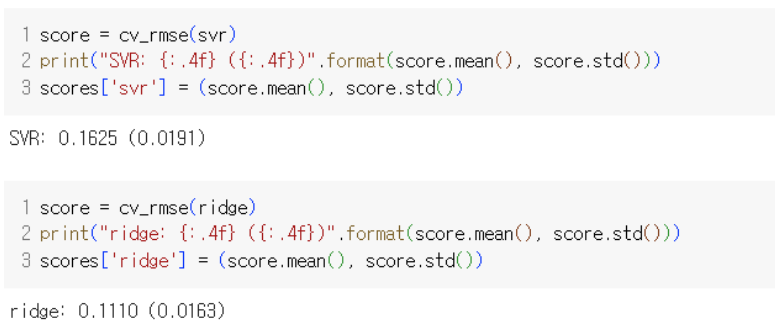 1 score = cv_rmse(svr)
2 print("SVR: {:.4f} ({:.4f})".format(score.mean(), score.std()))
3 scores['svr'] = (score.mean(), score.std())
SVR: 0.1625 (0.0191)
1 score = cv_rmse(ridge)
2 print("ridge: {:.4f} ({:.4f})".format(score.mean(), score.std()))
3 scores['ridge'] = (score.mean(), score.std())
ridge: 0.1110 (0.0163)